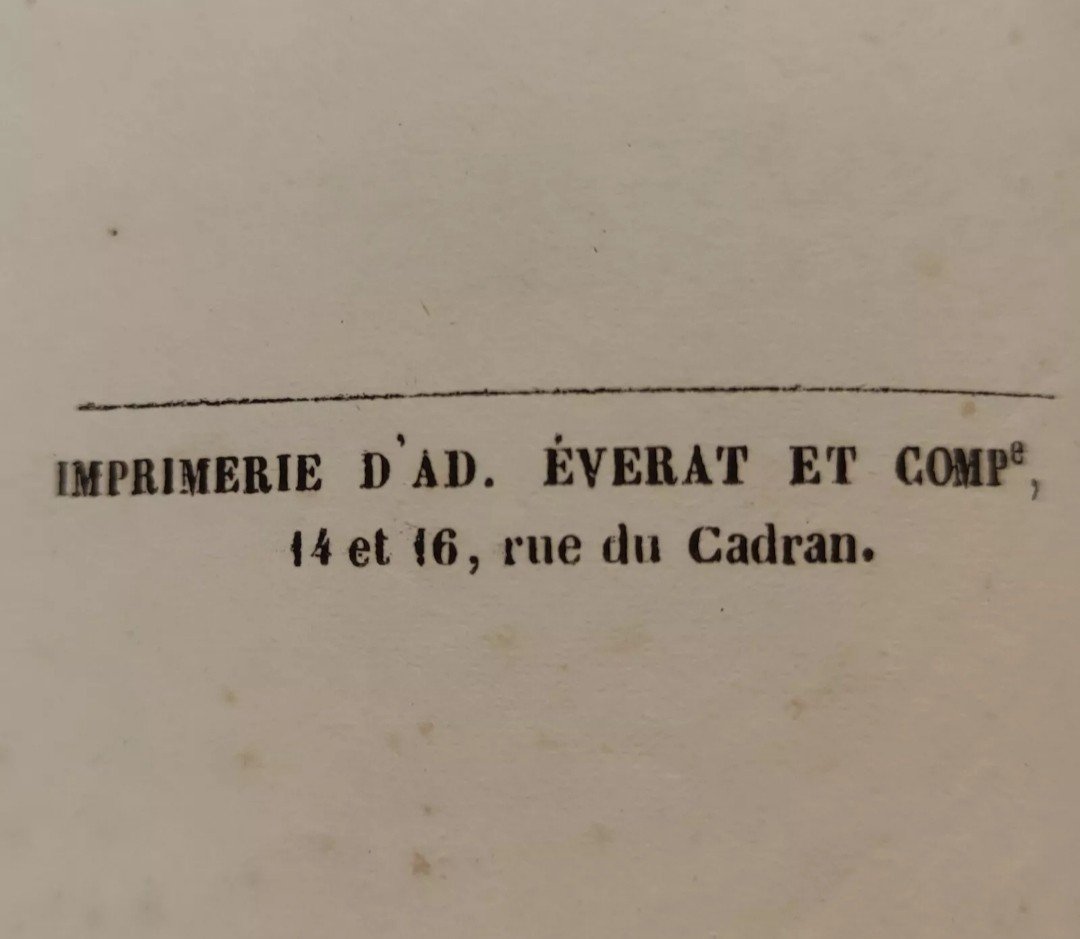 IMPRIMERIE D'AD. ÉVERAT ET COMPᵉ,
14 et 16, rue du Cadran.